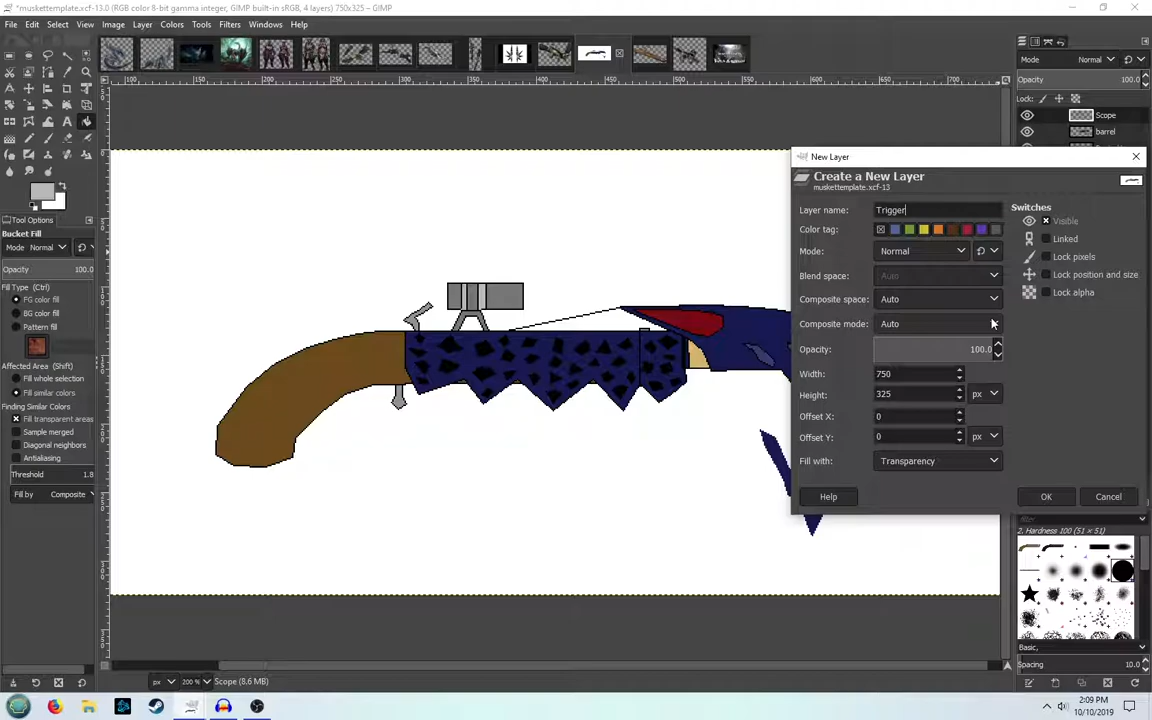 *muskettemplate.xcf-13.0 (RGB color 8-bit gamma integer, GIMP built-in sRGB, 4 layers) 750x325 – GIMP
File Edit Select View Image Layer Colors Tools Filters Windows Help
Mode Normal
Opacity 100.0
Lock:
Scope
barrel
New Layer
Create a New Layer
muskettemplate.xcf-13
Layer name: Trigger
Switches
Color tag:
Visible
Linked
Mode: Normal
Lock pixels
Blend space: Auto
Lock position and size
Composite space: Auto
Lock alpha
Composite mode: Auto
Opacity: 100.0
Width: 750
Height: 325 px
Offset X: 0
Offset Y: 0 px
Fill with: Transparency
Help OK Cancel
Tool Options
Bucket Fill
Mode Normal
Opacity 100.0
Fill Type (Ctrl)
FG color fill
BG color fill
Pattern fill
Affected Area (Shift)
Fill whole selection
Fill similar colors
Finding Similar Colors
Fill transparent areas
Sample merged
Diagonal neighbors
Antialiasing
Threshold 1.8
Fill by Composite
filter
2. Hardness 100 (51 × 51)
Basic,
Spacing 10.0
px 200 % Scope (8.6 MB)
2:09 PM
10/10/2019